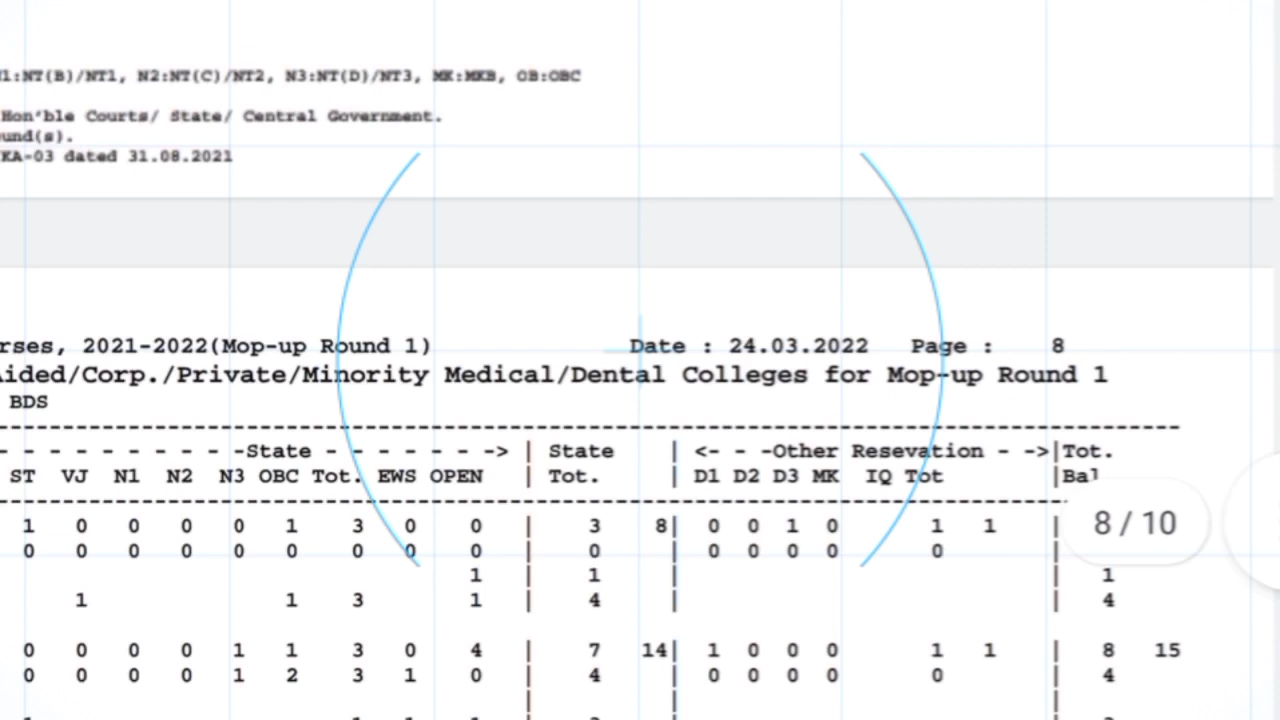 N1:NT(B)/NT1, N2:NT(C)/NT2, N3:NT(D)/NT3, MK:MKB, OB:OBC
Hon'ble Courts/ State/ Central Government.
und(s).
KA-03 dated 31.08.2021
rses, 2021-2022(Mop-up Round 1) Date : 24.03.2022 Page : 8
Aided/Corp./Private/Minority Medical/Dental Colleges for Mop-up Round 1
BDS
- - - - - - - - - -State - - - - - - -> | State | <- - -Other Resevation - ->|Tot.
ST VJ N1 N2 N3 OBC Tot. EWS OPEN | Tot. | D1 D2 D3 MK IQ Tot |Bal
1 0 0 0 0 1 3 0 0 | 3 8| 0 0 1 0 1 1 |
0 0 0 0 0 0 0 0 0 | 0 | 0 0 0 0 0 |
1 | 1 | | 1
1 1 3 1 | 4 | | 4
0 0 0 0 1 1 3 0 4 | 7 14| 1 0 0 0 1 1 | 8 15
0 0 0 0 1 2 3 1 0 | 4 | 0 0 0 0 0 | 4
8 / 10